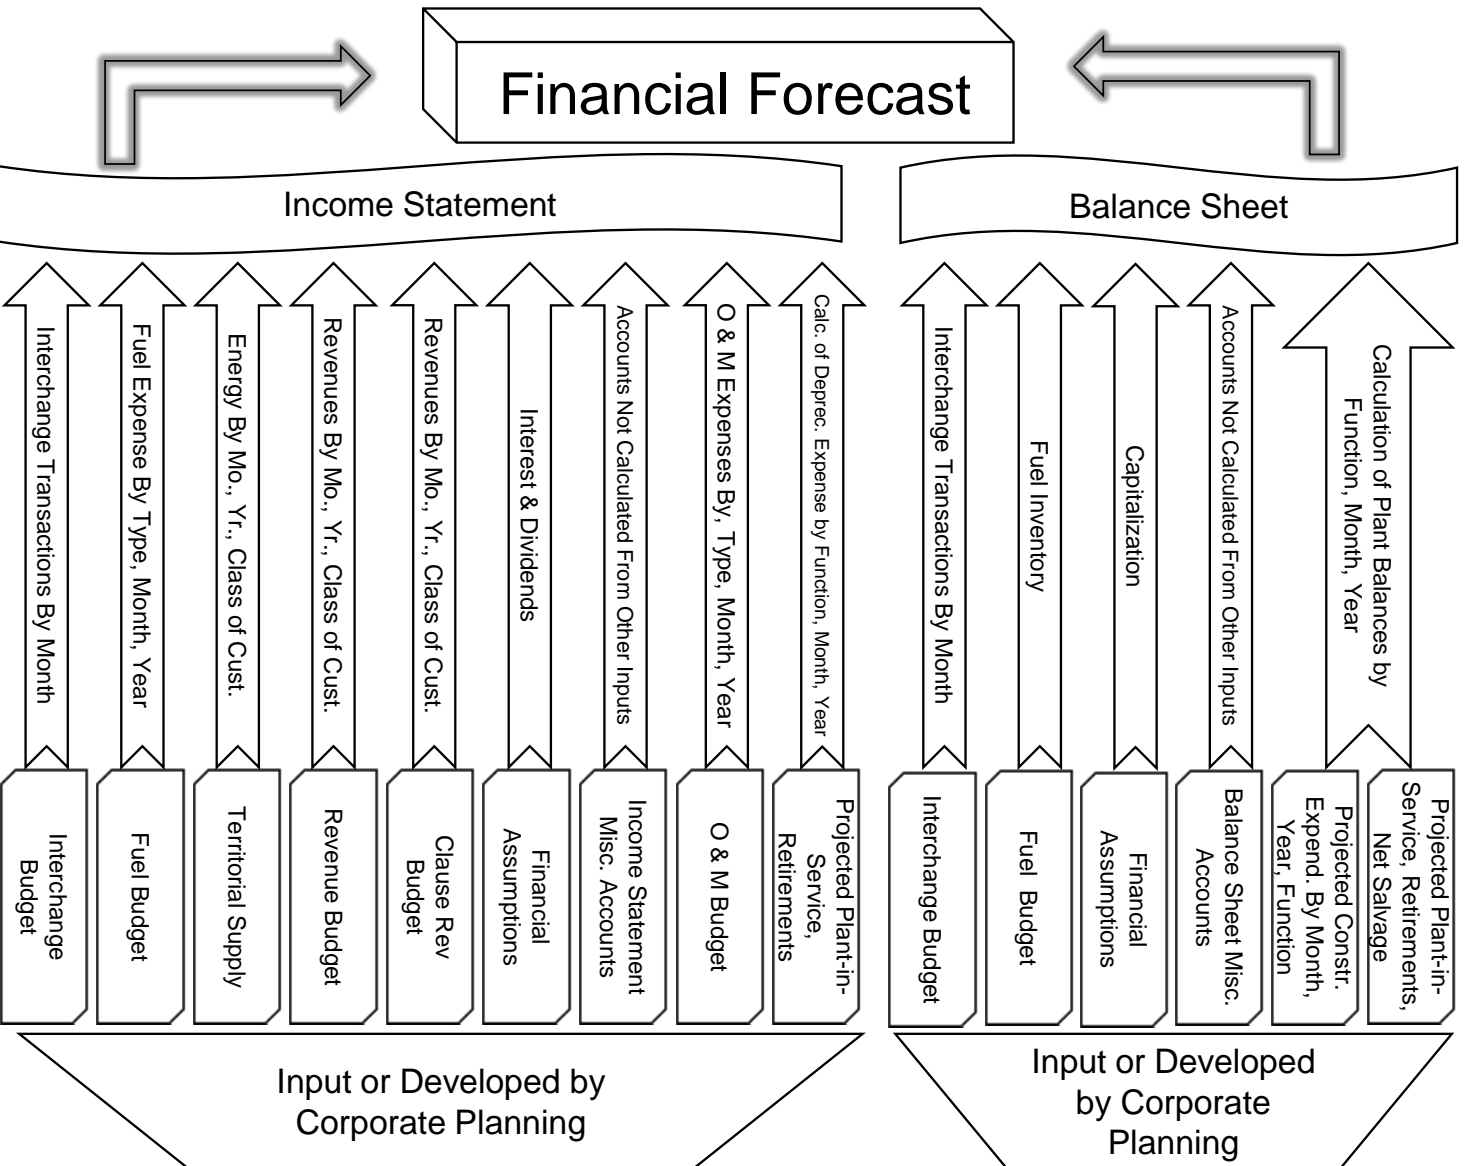 Financial Forecast
Income Statement
Balance Sheet
Interchange Transactions By Month
Fuel Expense By Type, Month, Year
Energy By Mo., Yr., Class of Cust.
Revenues By Mo., Yr., Class of Cust.
Revenues By Mo., Yr., Class of Cust.
Interest & Dividends
Accounts Not Calculated From Other Inputs
O & M Expenses By, Type, Month, Year
Calc. of Deprec. Expense by Function, Month, Year
Interchange Transactions By Month
Fuel Inventory
Capitalization
Accounts Not Calculated From Other Inputs
Calculation of Plant Balances by
Function, Month, Year
Interchange
Budget
Fuel Budget
Territorial Supply
Revenue Budget
Clause Rev
Budget
Financial
Assumptions
Income Statement
Misc. Accounts
O & M Budget
Projected Plant-in-
Service,
Retirements
Interchange Budget
Fuel Budget
Financial
Assumptions
Balance Sheet Misc.
Accounts
Projected Constr.
Expend. By Month,
Year, Function
Projected Plant-in-
Service, Retirements,
Net Salvage
Input or Developed by
Corporate Planning
Input or Developed
by Corporate
Planning